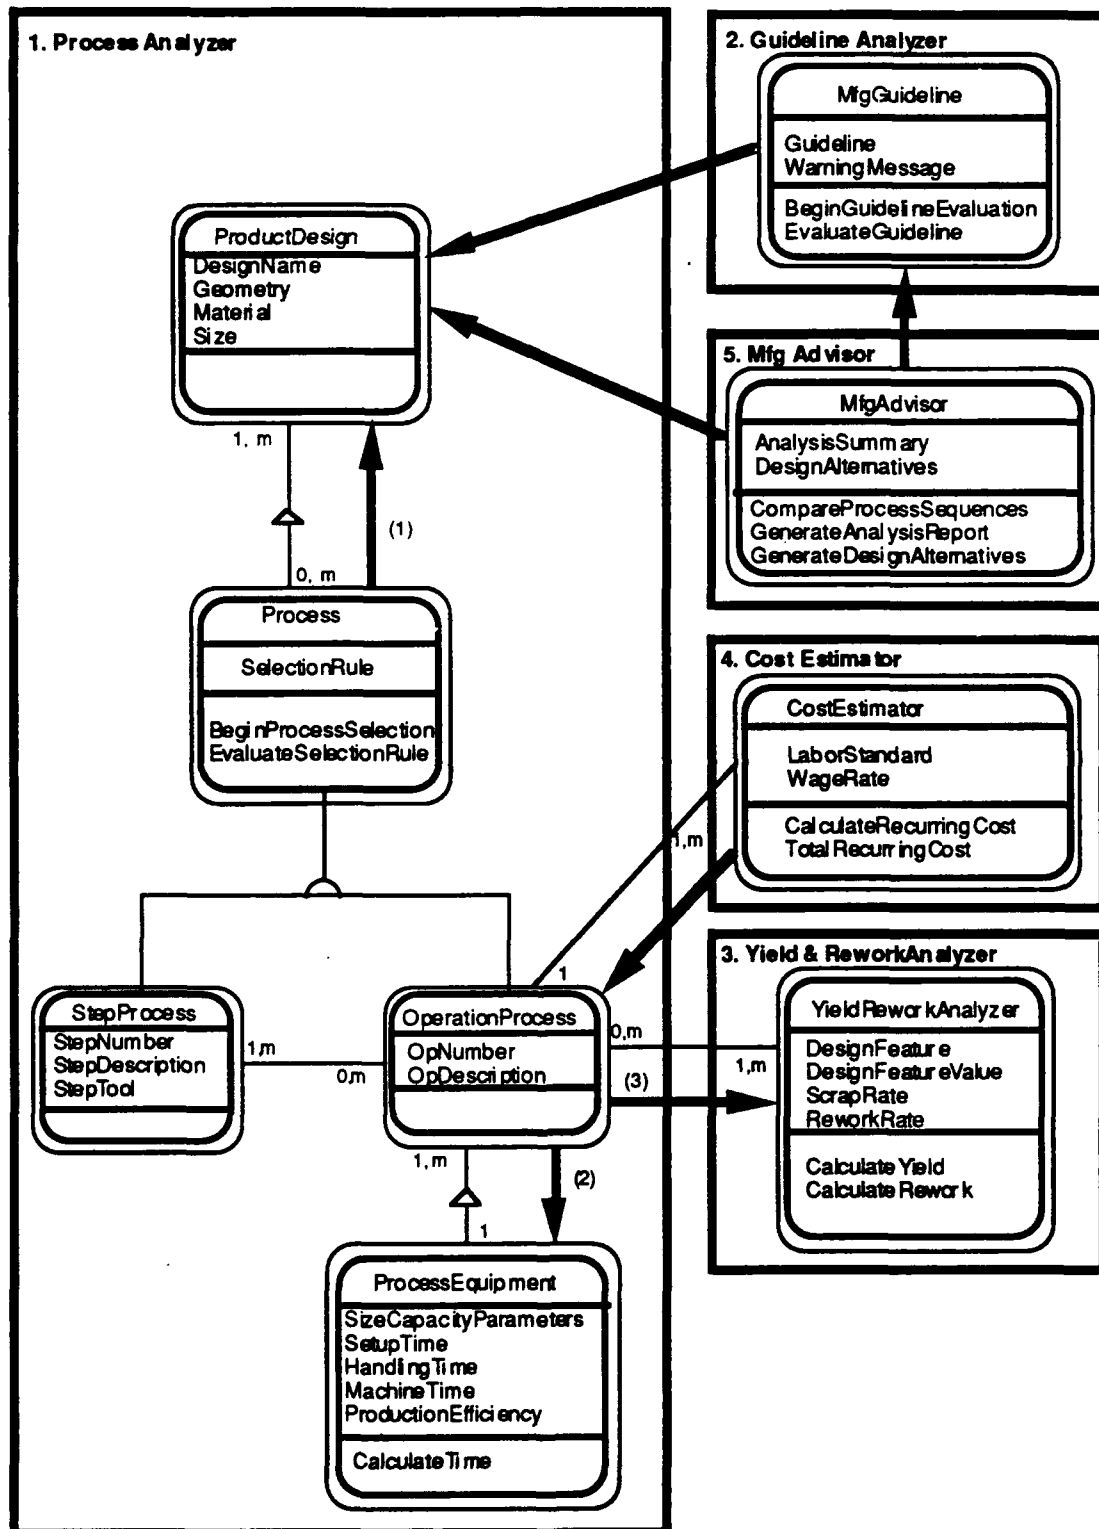 1. Process Analyzer
ProductDesign
DesignName
Geometry
Material
Size
1, m
(1)
0, m
Process
SelectionRule
BeginProcessSelection
EvaluateSelectionRule
StepProcess
StepNumber
StepDescription
StepTool
1,m
0,m
OperationProcess
OpNumber
OpDescription
1
1,m
0,m
1,m
(3)
1,m
(2)
1
ProcessEquipment
SizeCapacityParameters
SetupTime
HandlingTime
MachineTime
ProductionEfficiency
CalculateTime
2. Guideline Analyzer
MfgGuideline
Guideline
WarningMessage
BeginGuidelineEvaluation
EvaluateGuideline
5. Mfg Advisor
MfgAdvisor
AnalysisSummary
DesignAlternatives
CompareProcessSequences
GenerateAnalysisReport
GenerateDesignAlternatives
4. Cost Estimator
CostEstimator
LaborStandard
WageRate
CalculateRecurringCost
TotalRecurringCost
3. Yield & ReworkAnalyzer
YieldReworkAnalyzer
DesignFeature
DesignFeatureValue
ScrapRate
ReworkRate
CalculateYield
CalculateRework